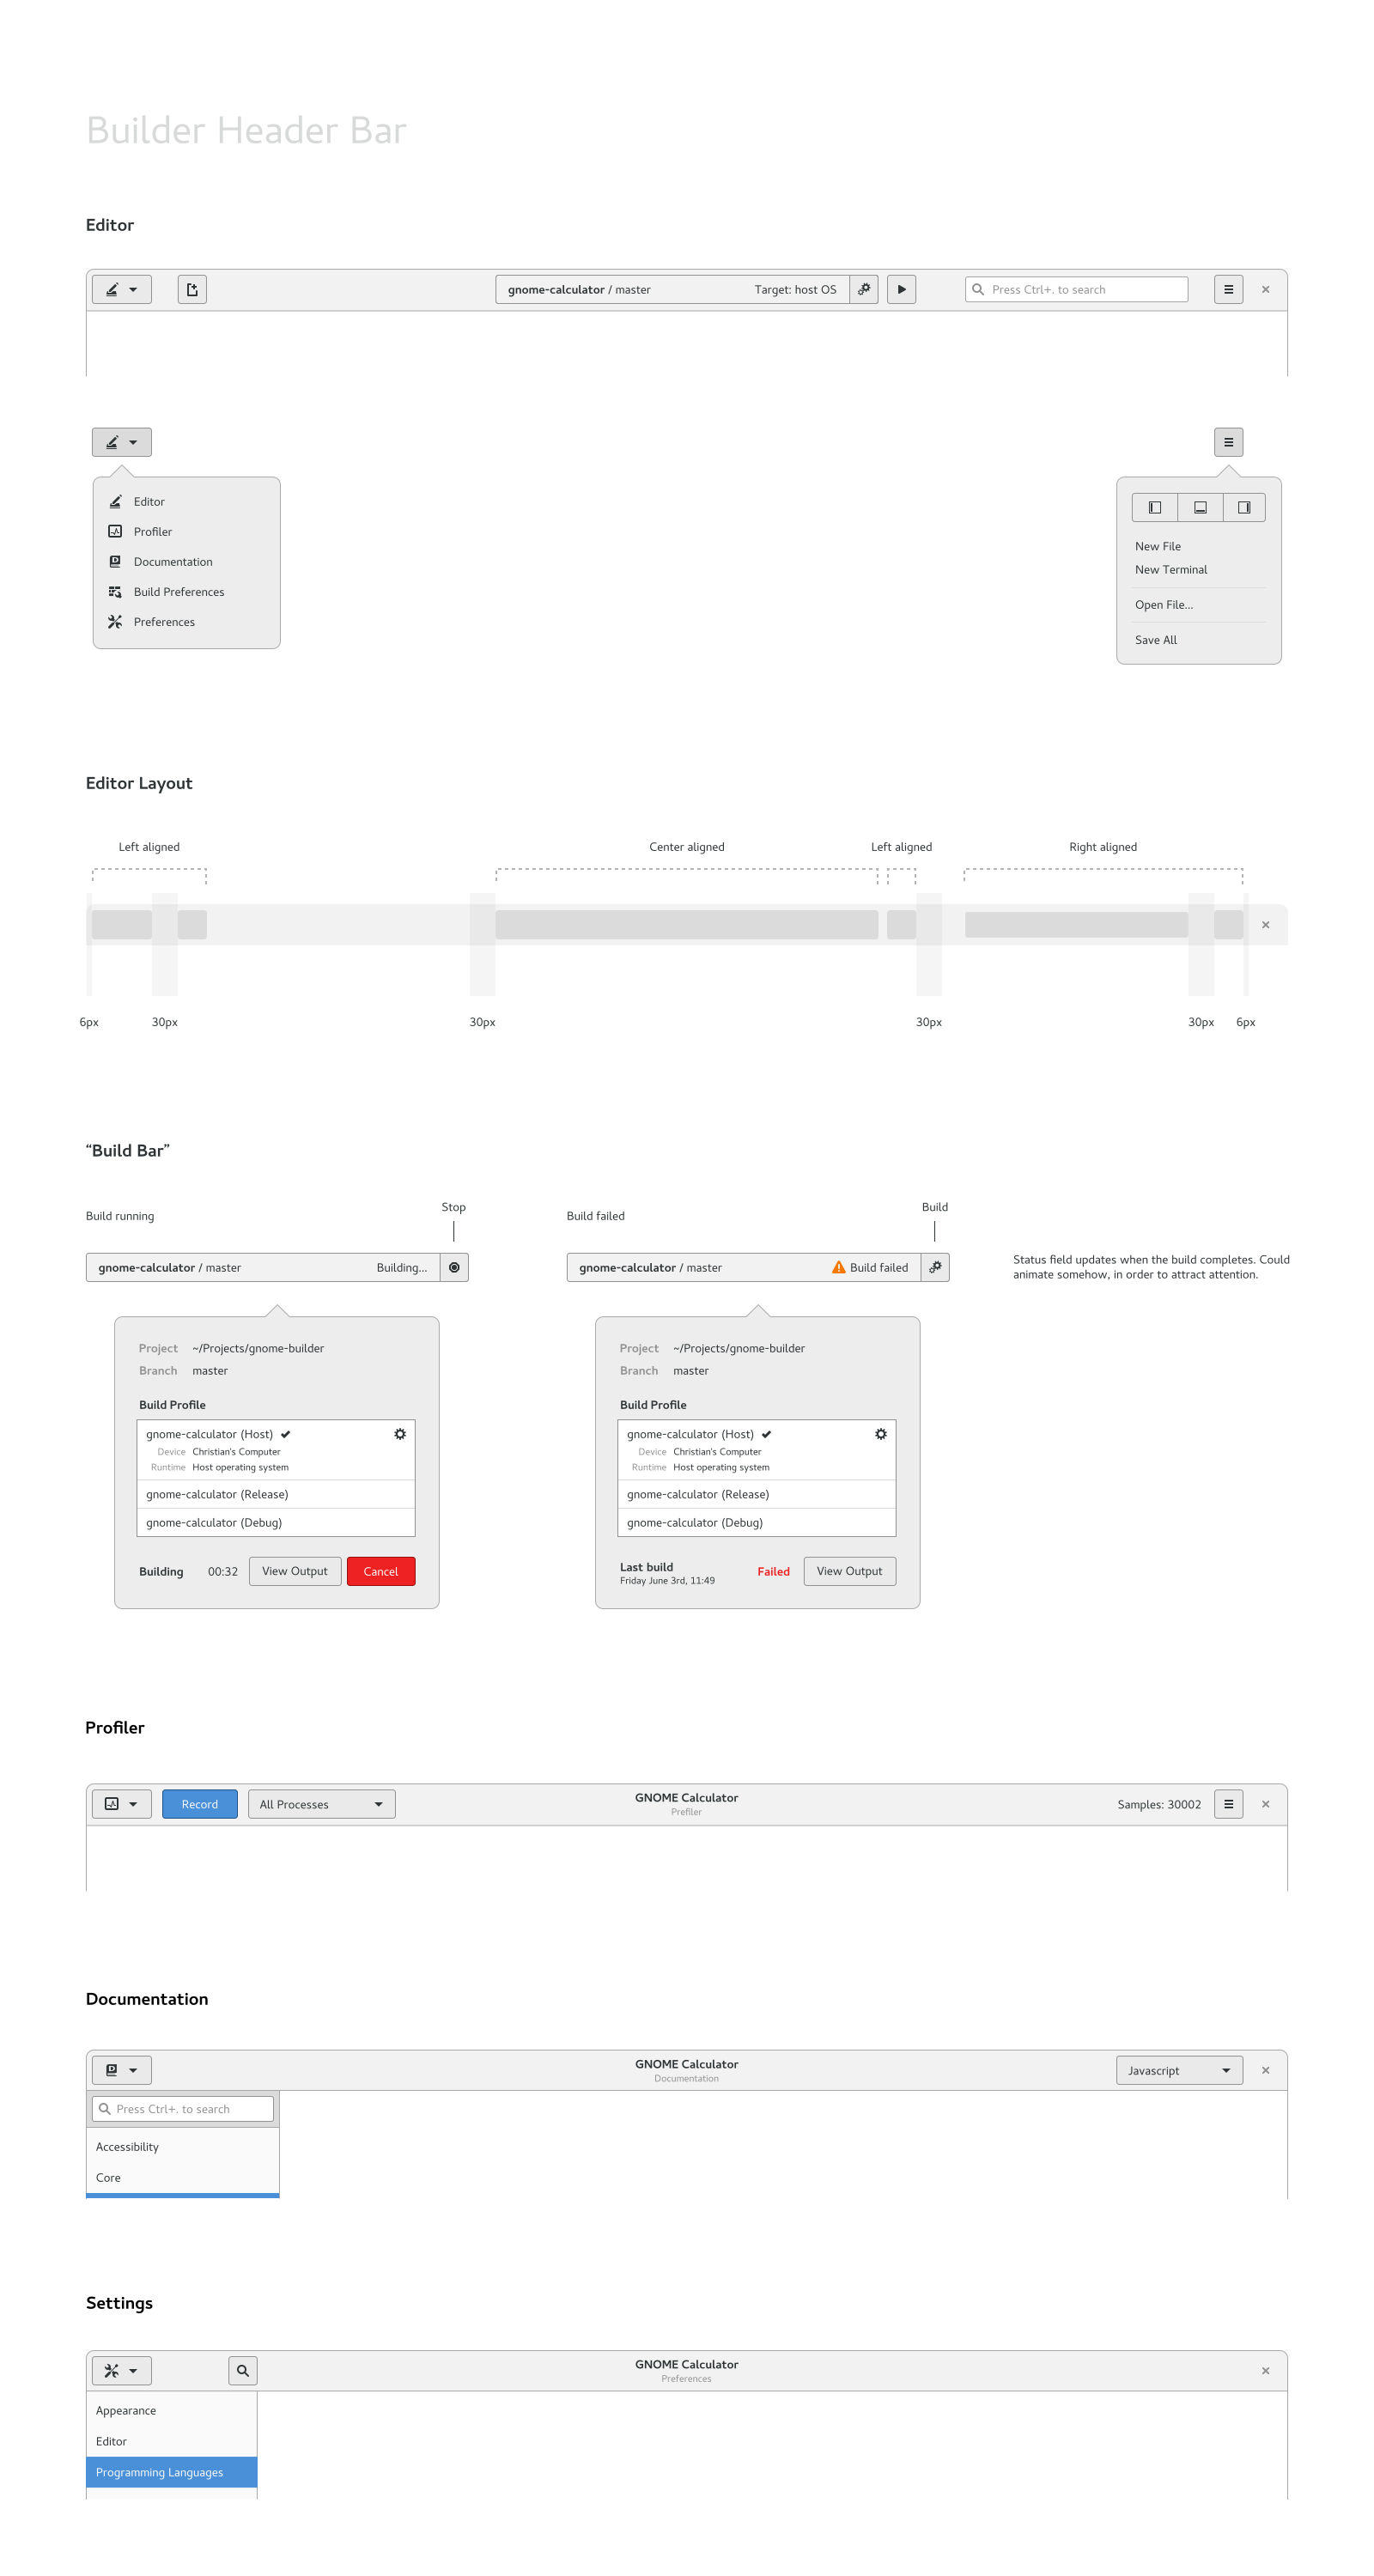 Builder Header Bar
Editor
gnome-calculator / master
Target: host OS
Press Ctrl+. to search
Editor
Profiler
Documentation
Build Preferences
Preferences
New File
New Terminal
Open File...
Save All
Editor Layout
Left aligned
Center aligned
Left aligned
Right aligned
6px
30px
30px
30px
30px
6px
“Build Bar”
Build running
Stop
gnome-calculator / master
Building...
Project ~/Projects/gnome-builder
Branch master
Build Profile
gnome-calculator (Host)
Device Christian's Computer
Runtime Host operating system
gnome-calculator (Release)
gnome-calculator (Debug)
Building 00:32 View Output Cancel
Build failed
Build
gnome-calculator / master
Build failed
Project ~/Projects/gnome-builder
Branch master
Build Profile
gnome-calculator (Host)
Device Christian's Computer
Runtime Host operating system
gnome-calculator (Release)
gnome-calculator (Debug)
Last build
Friday June 3rd, 11:49
Failed
View Output
Status field updates when the build completes. Could
animate somehow, in order to attract attention.
Profiler
Record
All Processes
GNOME Calculator
Prefiler
Samples: 30002
Documentation
GNOME Calculator
Documentation
Javascript
Press Ctrl+. to search
Accessibility
Core
Settings
GNOME Calculator
Preferences
Appearance
Editor
Programming Languages